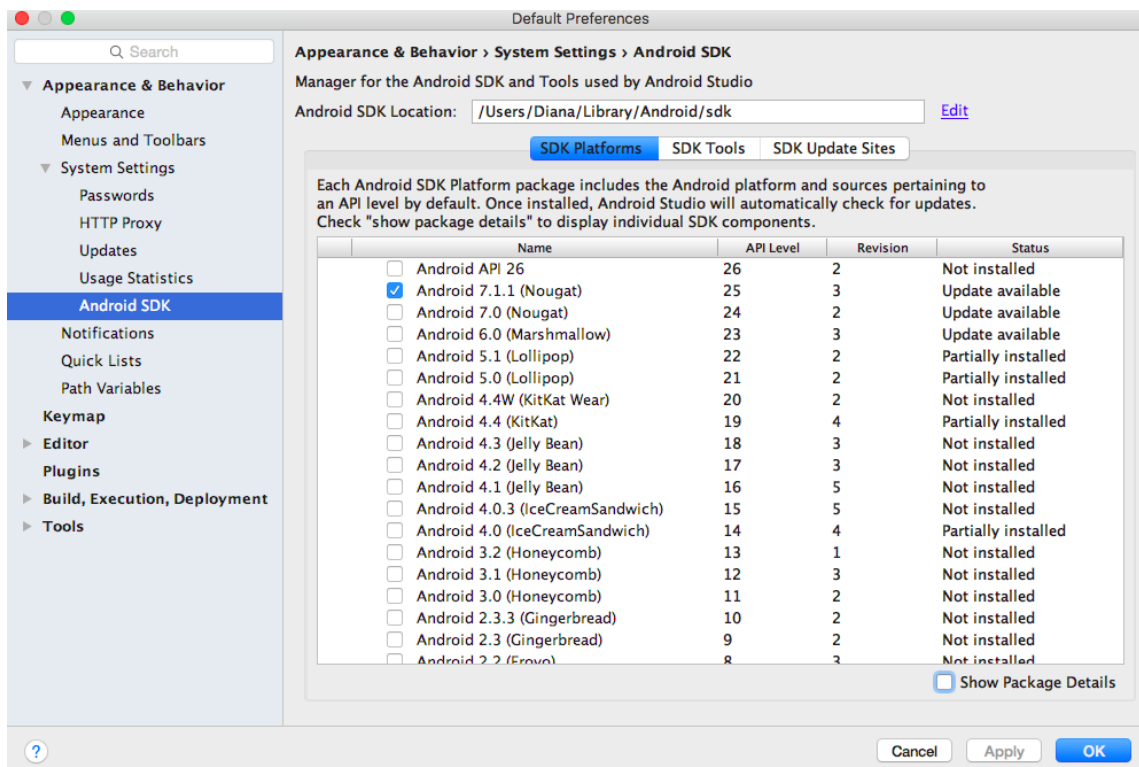 Default Preferences
Search
Appearance & Behavior
Appearance
Menus and Toolbars
System Settings
Passwords
HTTP Proxy
Updates
Usage Statistics
Android SDK
Notifications
Quick Lists
Path Variables
Keymap
Editor
Plugins
Build, Execution, Deployment
Tools
Appearance & Behavior › System Settings › Android SDK
Manager for the Android SDK and Tools used by Android Studio
Android SDK Location: /Users/Diana/Library/Android/sdk Edit
SDK Platforms SDK Tools SDK Update Sites
Each Android SDK Platform package includes the Android platform and sources pertaining to
an API level by default. Once installed, Android Studio will automatically check for updates.
Check "show package details" to display individual SDK components.
Name API Level Revision Status
Android API 26 26 2 Not installed
Android 7.1.1 (Nougat) 25 3 Update available
Android 7.0 (Nougat) 24 2 Update available
Android 6.0 (Marshmallow) 23 3 Update available
Android 5.1 (Lollipop) 22 2 Partially installed
Android 5.0 (Lollipop) 21 2 Partially installed
Android 4.4W (KitKat Wear) 20 2 Not installed
Android 4.4 (KitKat) 19 4 Partially installed
Android 4.3 (Jelly Bean) 18 3 Not installed
Android 4.2 (Jelly Bean) 17 3 Not installed
Android 4.1 (Jelly Bean) 16 5 Not installed
Android 4.0.3 (IceCreamSandwich) 15 5 Not installed
Android 4.0 (IceCreamSandwich) 14 4 Partially installed
Android 3.2 (Honeycomb) 13 1 Not installed
Android 3.1 (Honeycomb) 12 3 Not installed
Android 3.0 (Honeycomb) 11 2 Not installed
Android 2.3.3 (Gingerbread) 10 2 Not installed
Android 2.3 (Gingerbread) 9 2 Not installed
Android 2.2 (Froyo) 8 3 Not installed
Show Package Details
? Cancel Apply OK